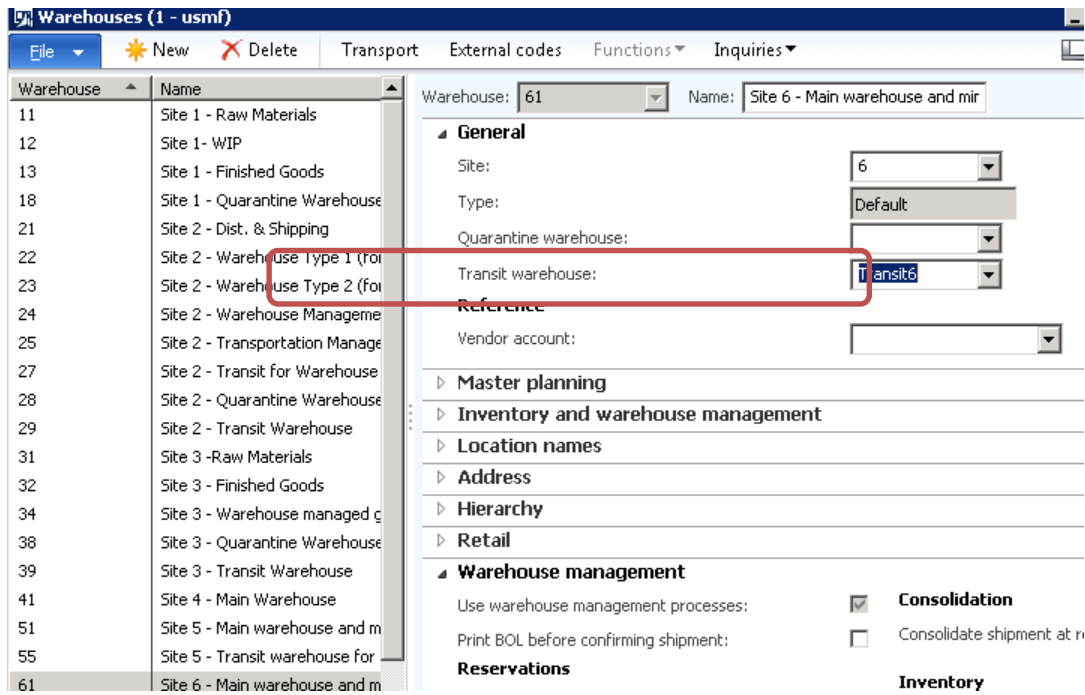 Warehouses (1 - usmf)
File New Delete Transport External codes Functions Inquiries
Warehouse Name
11 Site 1 - Raw Materials
12 Site 1- WIP
13 Site 1 - Finished Goods
18 Site 1 - Quarantine Warehouse
21 Site 2 - Dist. & Shipping
22 Site 2 - Warehouse Type 1 (for
23 Site 2 - Warehouse Type 2 (for
24 Site 2 - Warehouse Manageme
25 Site 2 - Transportation Manage
27 Site 2 - Transit for Warehouse
28 Site 2 - Quarantine Warehouse
29 Site 2 - Transit Warehouse
31 Site 3 -Raw Materials
32 Site 3 - Finished Goods
34 Site 3 - Warehouse managed g
38 Site 3 - Quarantine Warehouse
39 Site 3 - Transit Warehouse
41 Site 4 - Main Warehouse
51 Site 5 - Main warehouse and m
55 Site 5 - Transit warehouse for
61 Site 6 - Main warehouse and m
Warehouse: 61 Name: Site 6 - Main warehouse and mir
General
Site: 6
Type: Default
Quarantine warehouse:
Transit warehouse: Transit6
Reference
Vendor account:
Master planning
Inventory and warehouse management
Location names
Address
Hierarchy
Retail
Warehouse management
Use warehouse management processes:
Print BOL before confirming shipment:
Reservations
Consolidation
Consolidate shipment at re
Inventory